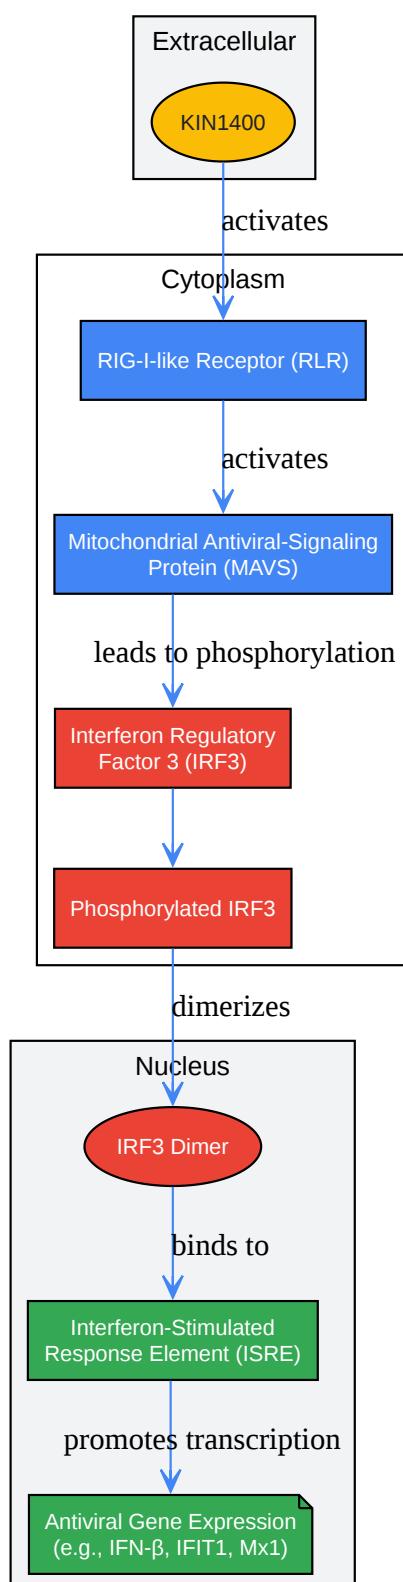 Extracellular
KIN1400
activates
Cytoplasm
RIG-I-like Receptor (RLR)
activates
Mitochondrial Antiviral-Signaling
Protein (MAVS)
leads to phosphorylation
Interferon Regulatory
Factor 3 (IRF3)
Phosphorylated IRF3
dimerizes
Nucleus
IRF3 Dimer
binds to
Interferon-Stimulated
Response Element (ISRE)
promotes transcription
Antiviral Gene Expression
(e.g., IFN-β, IFIT1, Mx1)